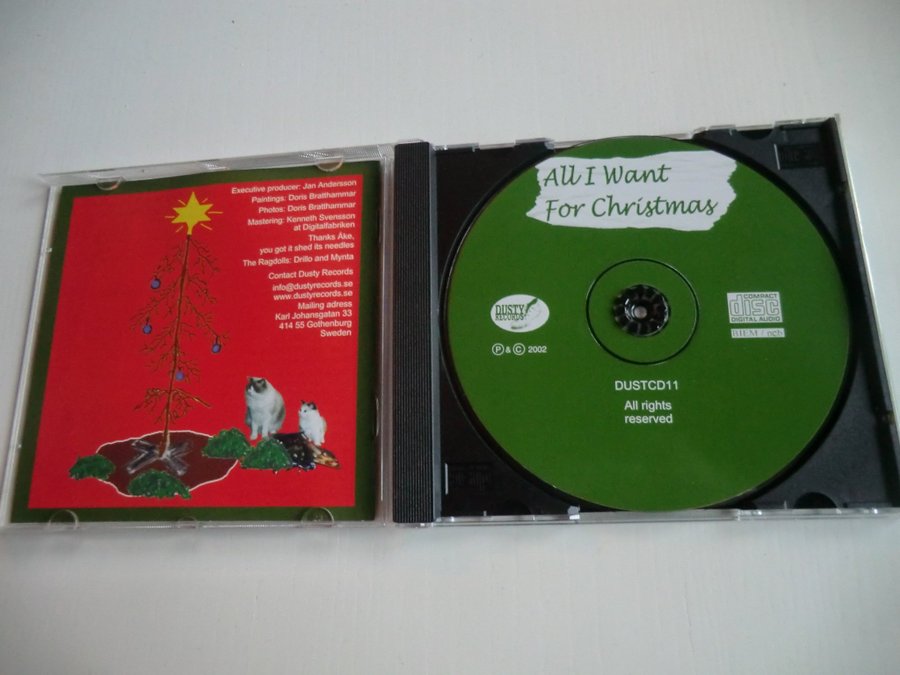 Executive producer: Jan Andersson
Paintings: Doris Bratthammar
Photos: Doris Bratthammar
Mastering: Kenneth Svensson
at Digitalfabriken
Thanks Åke,
you got it shed its needles
The Ragdolls: Drillo and Mynta
Contact Dusty Records
info@dustyrecords.se
www.dustyrecords.se
Mailing adress
Karl Johansgatan 33
414 55 Gothenburg
Sweden
All I Want
For Christmas
DUSTY
RECORDS
℗ & © 2002
COMPACT
disc
DIGITAL AUDIO
BIEM / ncb
DUSTCD11
All rights
reserved